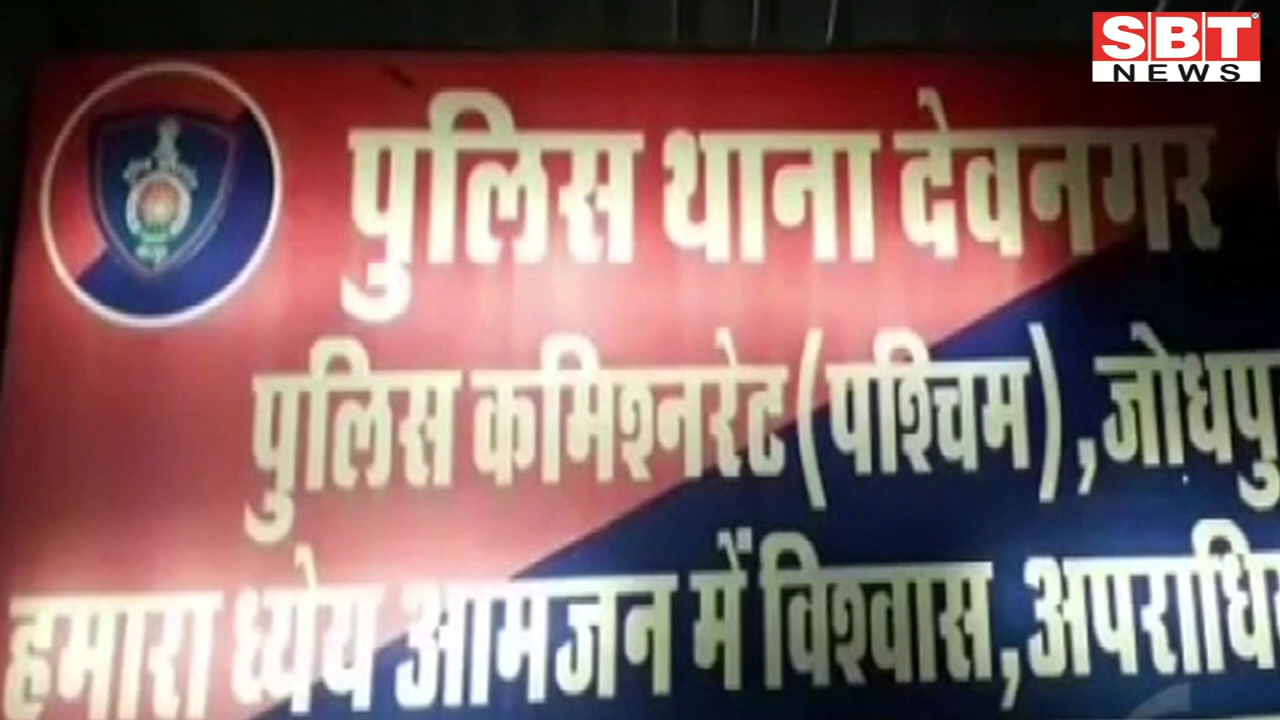 SBT
NEWS
पुलिस थाना देवनगर
पुलिस कमिश्नरेट (पश्चिम), जोधपु
हमारा ध्येय आमजन में विश्वास, अपराधि